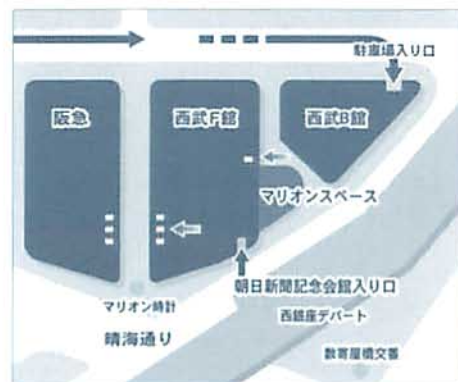 駐車場入り口
阪急
西武F館
西武B館
マリオンスペース
朝日新聞記念会館入り口
マリオン時計
西銀座デパート
晴海通り
数寄屋橋交番